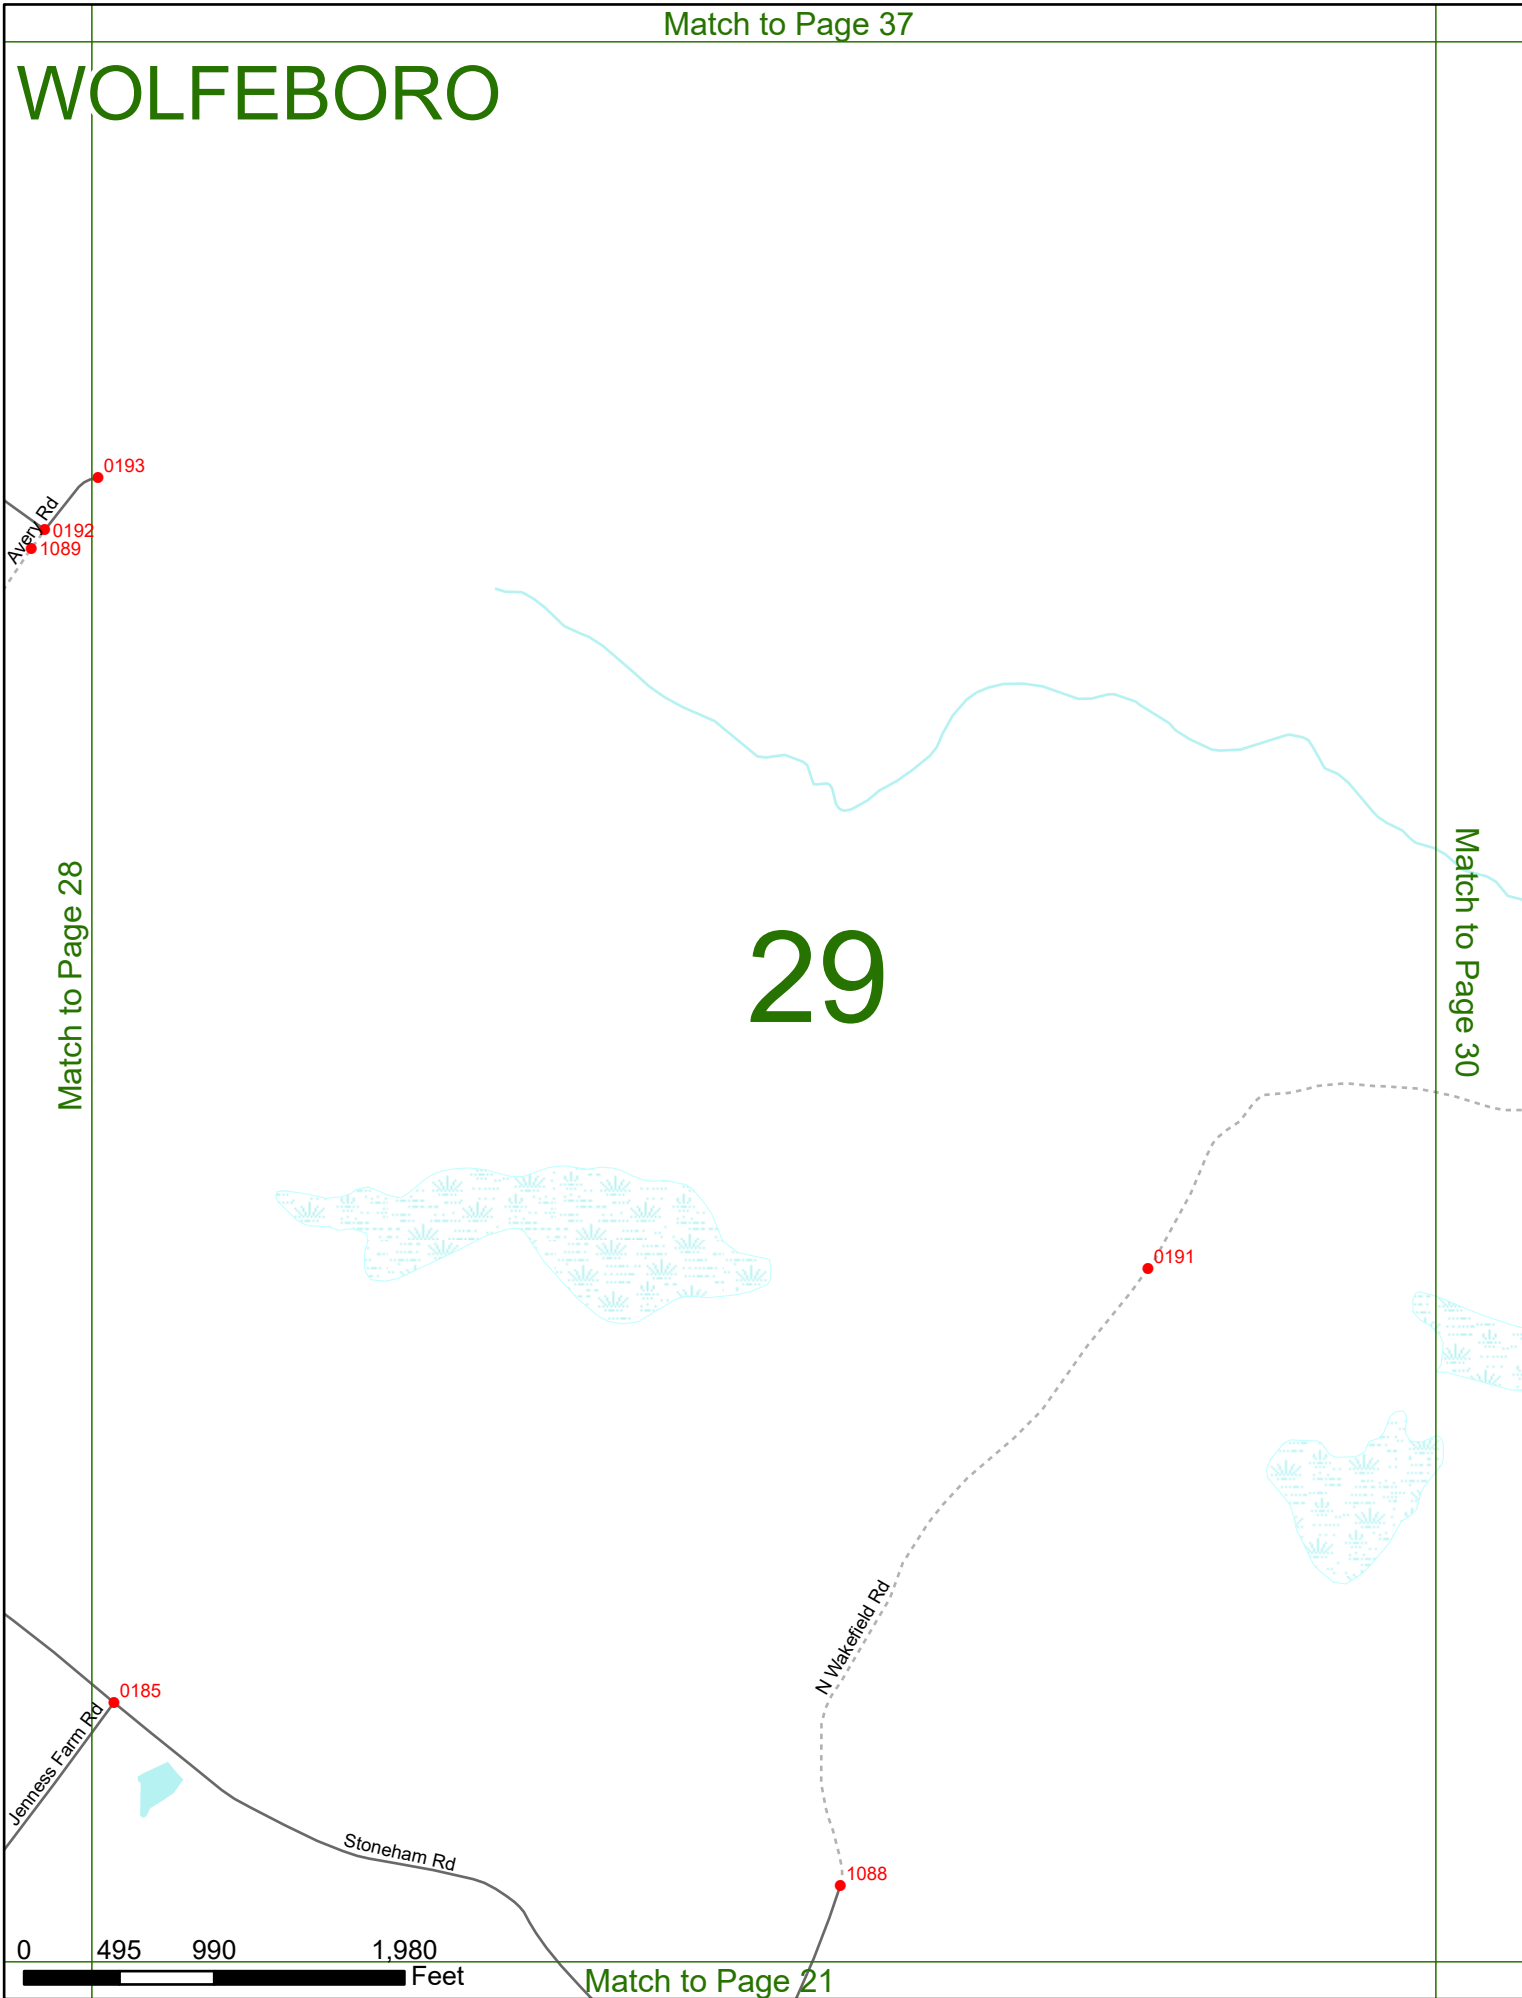 Match to Page 37
WOLFEBORO
0193
Avery Rd
0192
1089
Match to Page 28
Match to Page 30
29
0191
N Wakefield Rd
0185
Jenness Farm Rd
Stoneham Rd
1088
0 495 990 1,980
Feet
Match to Page 21